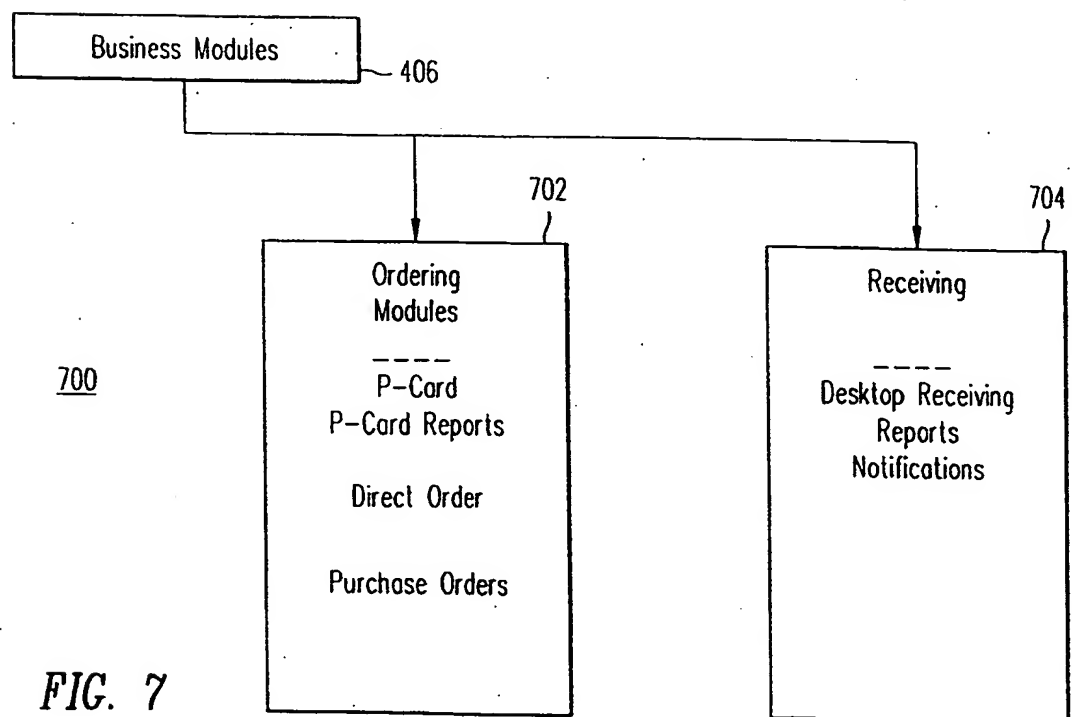 Business Modules
406
702
704
Ordering
Modules
----
P-Card
P-Card Reports
Direct Order
Purchase Orders
Receiving
----
Desktop Receiving
Reports
Notifications
700
FIG. 7